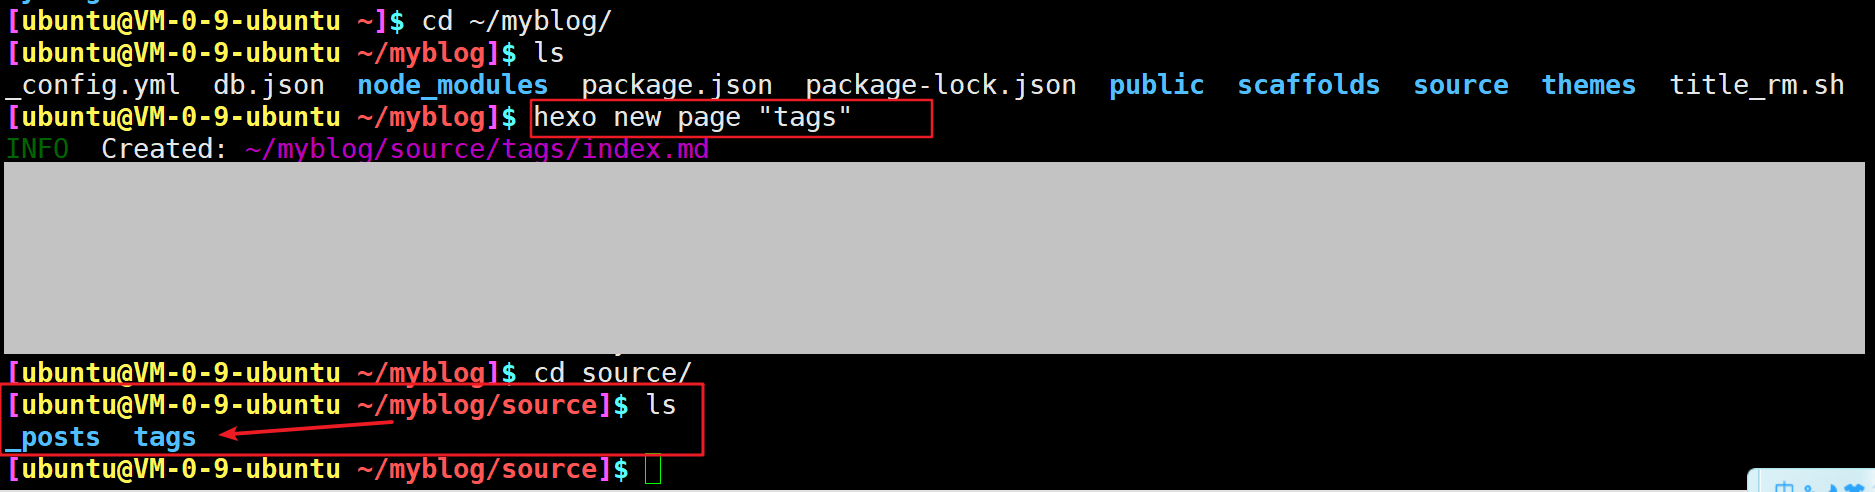 [ubuntu@VM-0-9-ubuntu ~]$ cd ~/myblog/
[ubuntu@VM-0-9-ubuntu ~/myblog]$ ls
_config.yml  db.json  node_modules  package.json  package-lock.json  public  scaffolds  source  themes  title_rm.sh
[ubuntu@VM-0-9-ubuntu ~/myblog]$ hexo new page "tags"
INFO  Created: ~/myblog/source/tags/index.md
[ubuntu@VM-0-9-ubuntu ~/myblog]$ cd source/
[ubuntu@VM-0-9-ubuntu ~/myblog/source]$ ls
_posts  tags
[ubuntu@VM-0-9-ubuntu ~/myblog/source]$
中